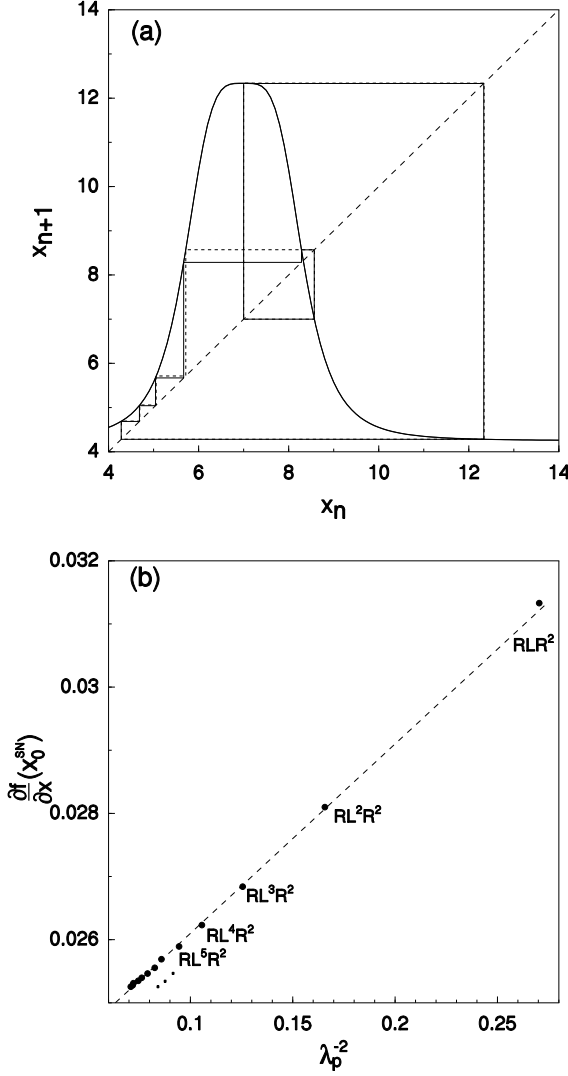 (a)
14
12
10
8
6
4
xₙ₊₁
4 6 8 10 12 14
xₙ
(b)
0.032
0.03
0.028
0.026
∂f/∂x(x₀ˢᴺ)
RLR²
RL²R²
RL³R²
RL⁴R²
RL⁵R²
0.1 0.15 0.2 0.25
λₚ⁻²